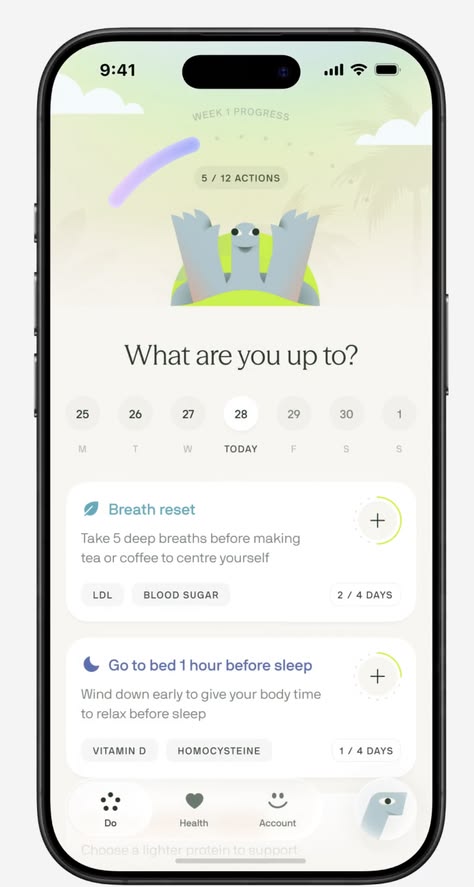 9:41
WEEK 1 PROGRESS
5 / 12 ACTIONS
What are you up to?
25 26 27 28 29 30 1
M T W TODAY F S S
Breath reset
Take 5 deep breaths before making
tea or coffee to centre yourself
LDL BLOOD SUGAR 2 / 4 DAYS
Go to bed 1 hour before sleep
Wind down early to give your body time
to relax before sleep
VITAMIN D HOMOCYSTEINE 1 / 4 DAYS
Do Health Account
Choose a lighter protein to support